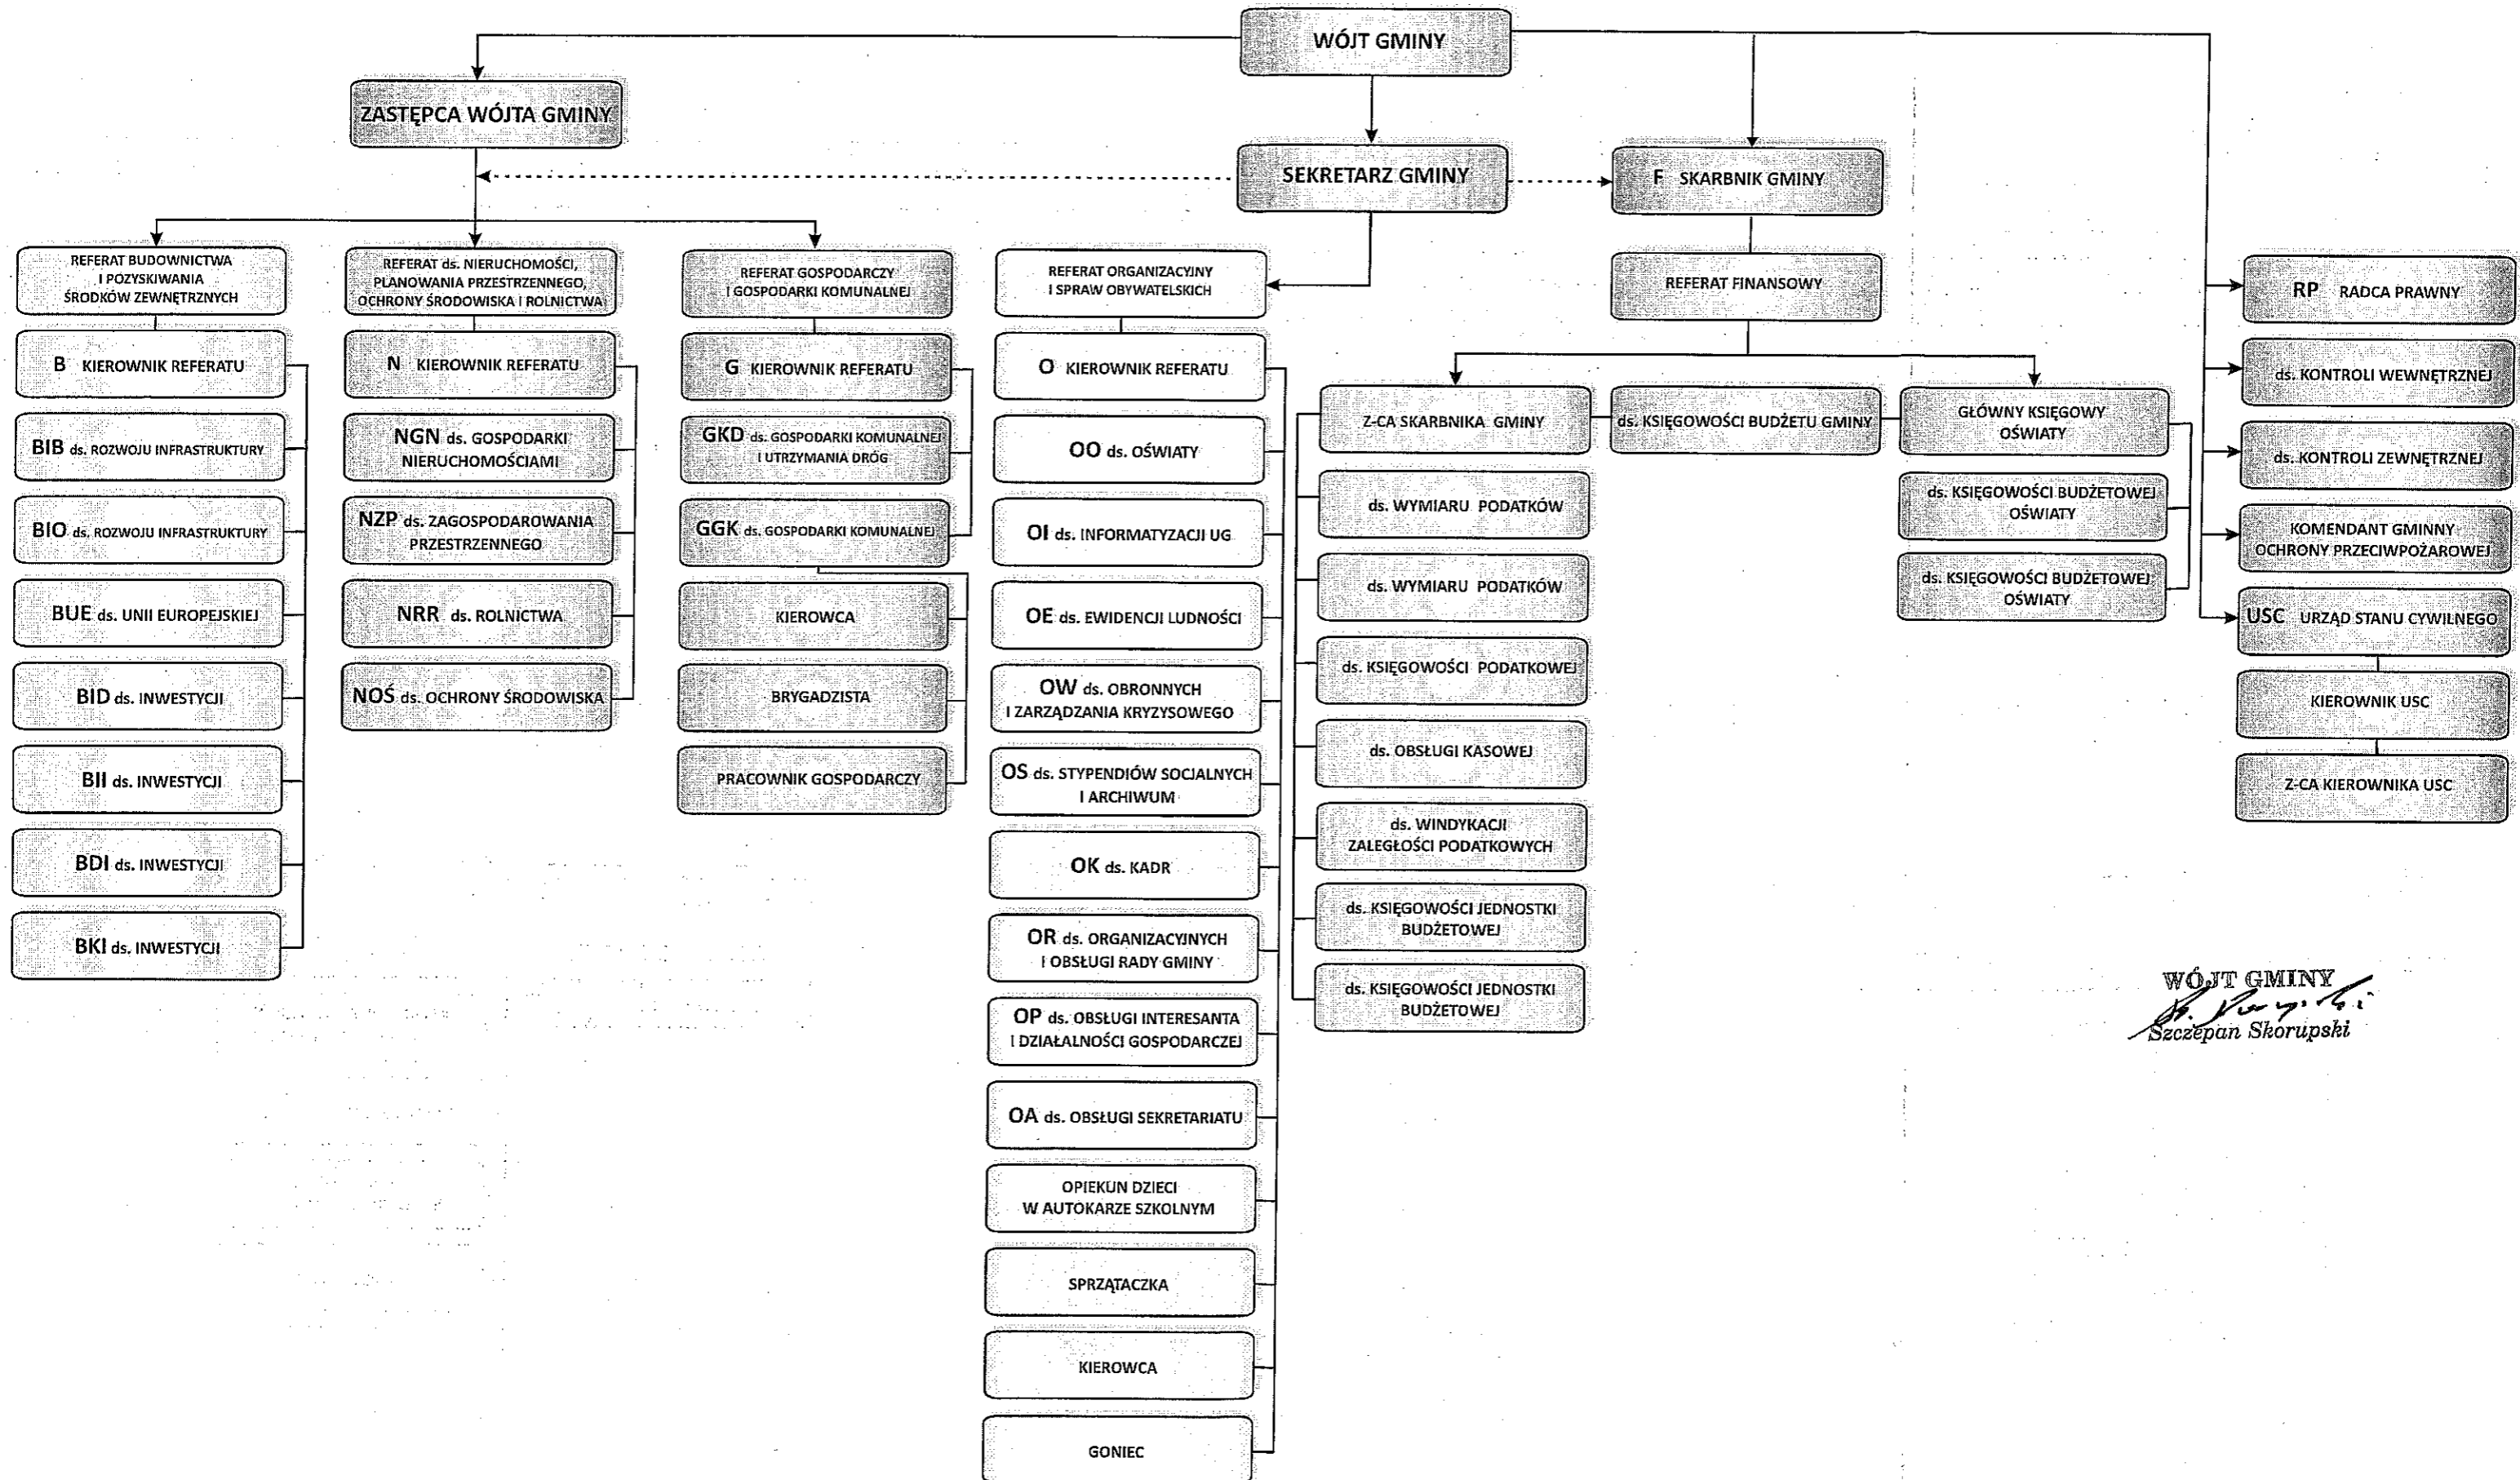 WÓJT GMINY
ZASTĘPCA WÓJTA GMINY
SEKRETARZ GMINY
F SKARBNIK GMINY
REFERAT BUDOWNICTWA
I POZYSKIWANIA
ŚRODKÓW ZEWNĘTRZNYCH
B KIEROWNIK REFERATU
BIB ds. ROZWOJU INFRASTRUKTURY
BIO ds. ROZWOJU INFRASTRUKTURY
BUE ds. UNII EUROPEJSKIEJ
BID ds. INWESTYCJI
BII ds. INWESTYCJI
BDI ds. INWESTYCJI
BKI ds. INWESTYCJI
REFERAT ds. NIERUCHOMOŚCI,
PLANOWANIA PRZESTRZENNEGO,
OCHRONY ŚRODOWISKA I ROLNICTWA
N KIEROWNIK REFERATU
NGN ds. GOSPODARKI
NIERUCHOMOŚCIAMI
NZP ds. ZAGOSPODAROWANIA
PRZESTRZENNEGO
NRR ds. ROLNICTWA
NOŚ ds. OCHRONY ŚRODOWISKA
REFERAT GOSPODARCZY
I GOSPODARKI KOMUNALNEJ
G KIEROWNIK REFERATU
GKD ds. GOSPODARKI KOMUNALNEJ
I UTRZYMANIA DRÓG
GGK ds. GOSPODARKI KOMUNALNEJ
KIEROWCA
BRYGADZISTA
PRACOWNIK GOSPODARCZY
REFERAT ORGANIZACYJNY
I SPRAW OBYWATELSKICH
O KIEROWNIK REFERATU
OO ds. OŚWIATY
OI ds. INFORMATYZACJI UG
OE ds. EWIDENCJI LUDNOŚCI
OW ds. OBRONNYCH
I ZARZĄDZANIA KRYZYSOWEGO
OS ds. STYPENDIÓW SOCJALNYCH
I ARCHIWUM
OK ds. KADR
OR ds. ORGANIZACYJNYCH
I OBSŁUGI RADY GMINY
OP ds. OBSŁUGI INTERESANTA
I DZIAŁALNOŚCI GOSPODARCZEJ
OA ds. OBSŁUGI SEKRETARIATU
OPIEKUN DZIECI
W AUTOKARZE SZKOLNYM
SPRZĄTACZKA
KIEROWCA
GONIEC
REFERAT FINANSOWY
Z-CA SKARBNIKA GMINY
ds. WYMIARU PODATKÓW
ds. WYMIARU PODATKÓW
ds. KSIĘGOWOŚCI PODATKOWEJ
ds. OBSŁUGI KASOWEJ
ds. WINDYKACJI
ZALEGŁOŚCI PODATKOWYCH
ds. KSIĘGOWOŚCI JEDNOSTKI
BUDŻETOWEJ
ds. KSIĘGOWOŚCI JEDNOSTKI
BUDŻETOWEJ
ds. KSIĘGOWOŚCI BUDŻETU GMINY
GŁÓWNY KSIĘGOWY
OŚWIATY
ds. KSIĘGOWOŚCI BUDŻETOWEJ
OŚWIATY
ds. KSIĘGOWOŚCI BUDŻETOWEJ
OŚWIATY
RP RADCA PRAWNY
ds. KONTROLI WEWNĘTRZNEJ
ds. KONTROLI ZEWNĘTRZNEJ
KOMENDANT GMINNY
OCHRONY PRZECIWPOŻAROWEJ
USC URZĄD STANU CYWILNEGO
KIEROWNIK USC
Z-CA KIEROWNIKA USC
WÓJT GMINY
Szczepan Skorupski